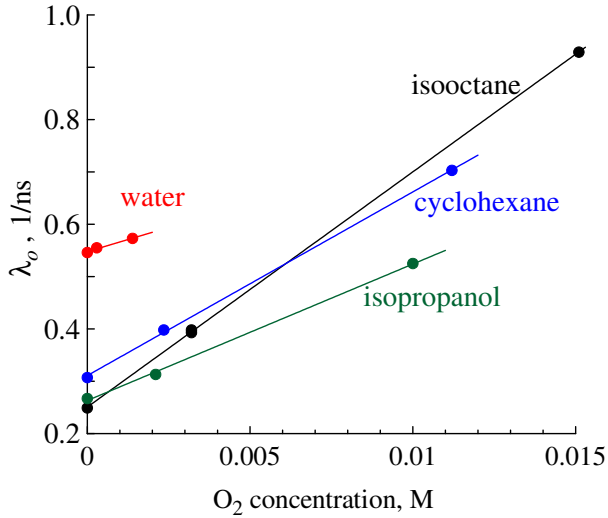 1.0
isooctane
0.8
λo , 1/ns
water
cyclohexane
0.6
isopropanol
0.4
0.2
0
0.005
0.01
0.015
O2 concentration, M